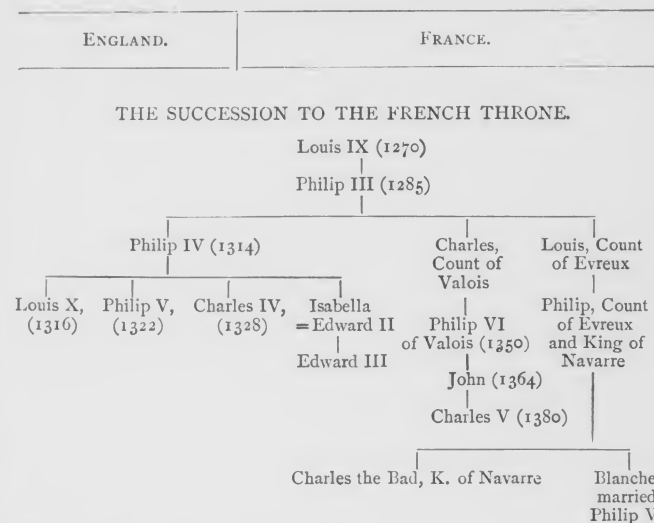 ENGLAND.
FRANCE.
THE SUCCESSION TO THE FRENCH THRONE.
Louis IX (1270)
Philip III (1285)
Philip IV (1314)
Charles,
Count of
Valois
Louis, Count
of Evreux
Louis X,
(1316)
Philip V,
(1322)
Charles IV,
(1328)
Isabella
= Edward II
Edward III
Philip VI
of Valois (1350)
John (1364)
Charles V (1380)
Philip, Count
of Evreux
and King of
Navarre
Charles the Bad, K. of Navarre
Blanche
married
Philip V